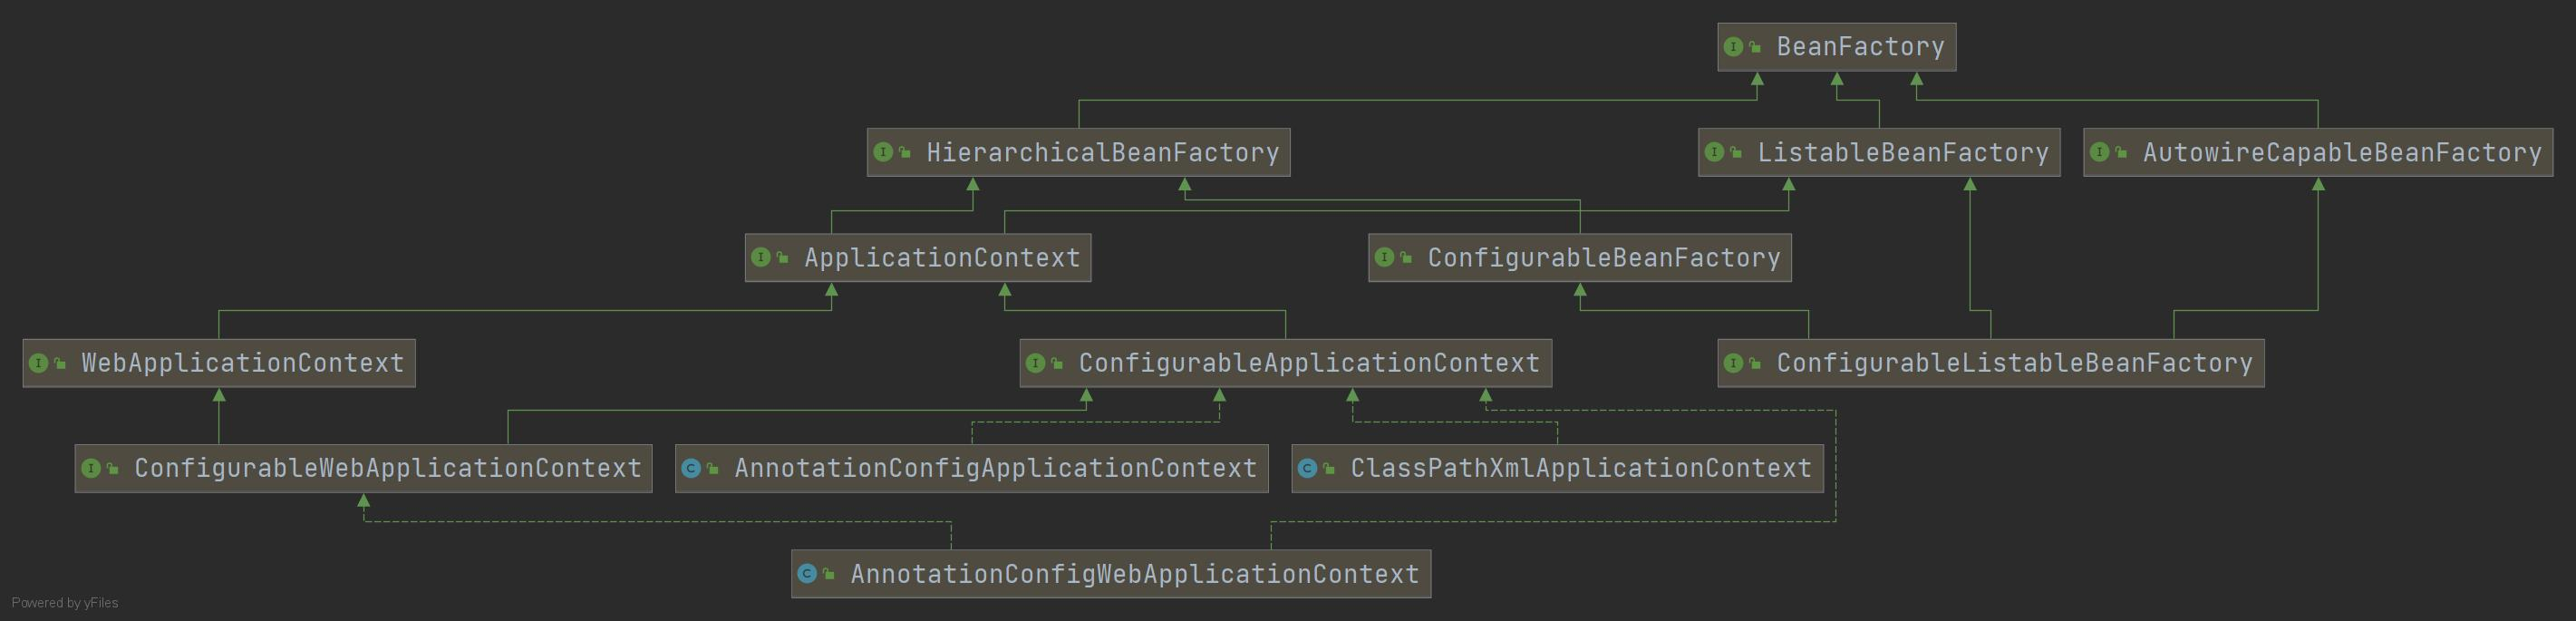 BeanFactory
HierarchicalBeanFactory
ListableBeanFactory
AutowireCapableBeanFactory
ApplicationContext
ConfigurableBeanFactory
WebApplicationContext
ConfigurableApplicationContext
ConfigurableListableBeanFactory
ConfigurableWebApplicationContext
AnnotationConfigApplicationContext
ClassPathXmlApplicationContext
AnnotationConfigWebApplicationContext
Powered by yFiles